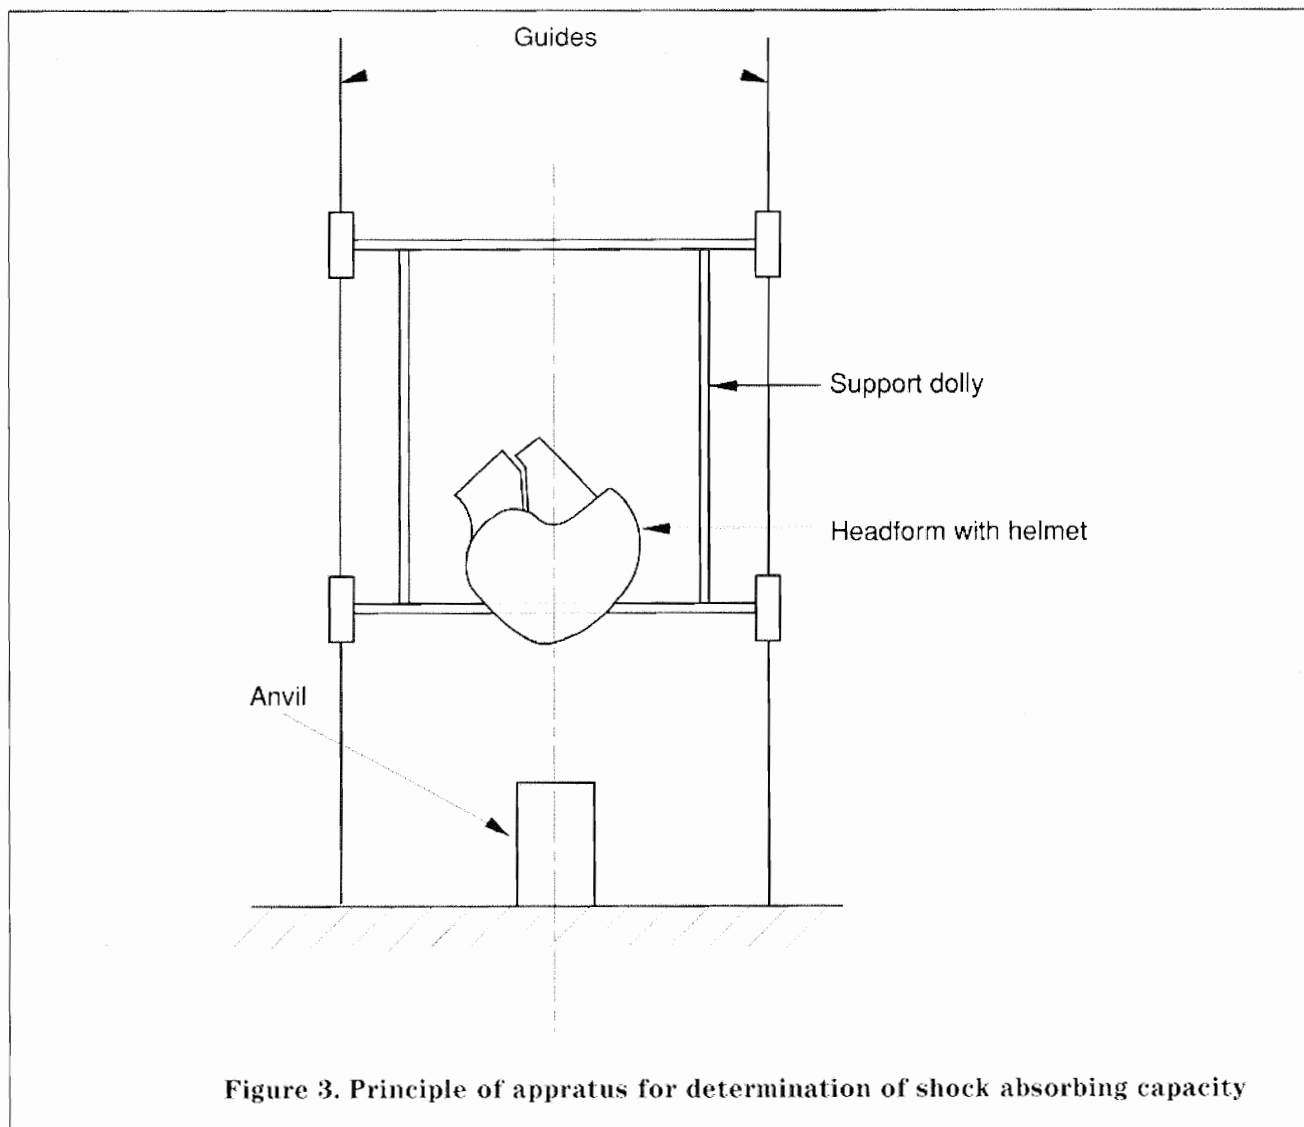 Guides
Support dolly
Headform with helmet
Anvil
Figure 3. Principle of appratus for determination of shock absorbing capacity